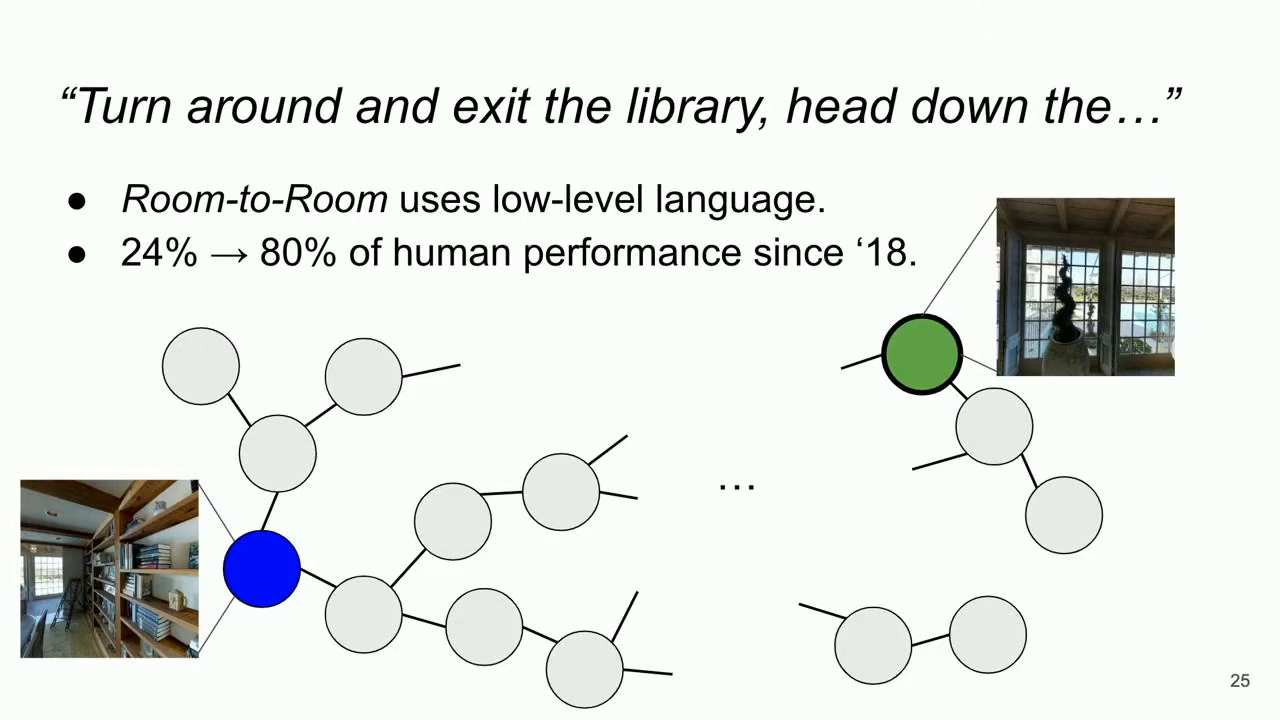 “Turn around and exit the library, head down the…”
● Room-to-Room uses low-level language.
● 24% → 80% of human performance since ‘18.
…
25